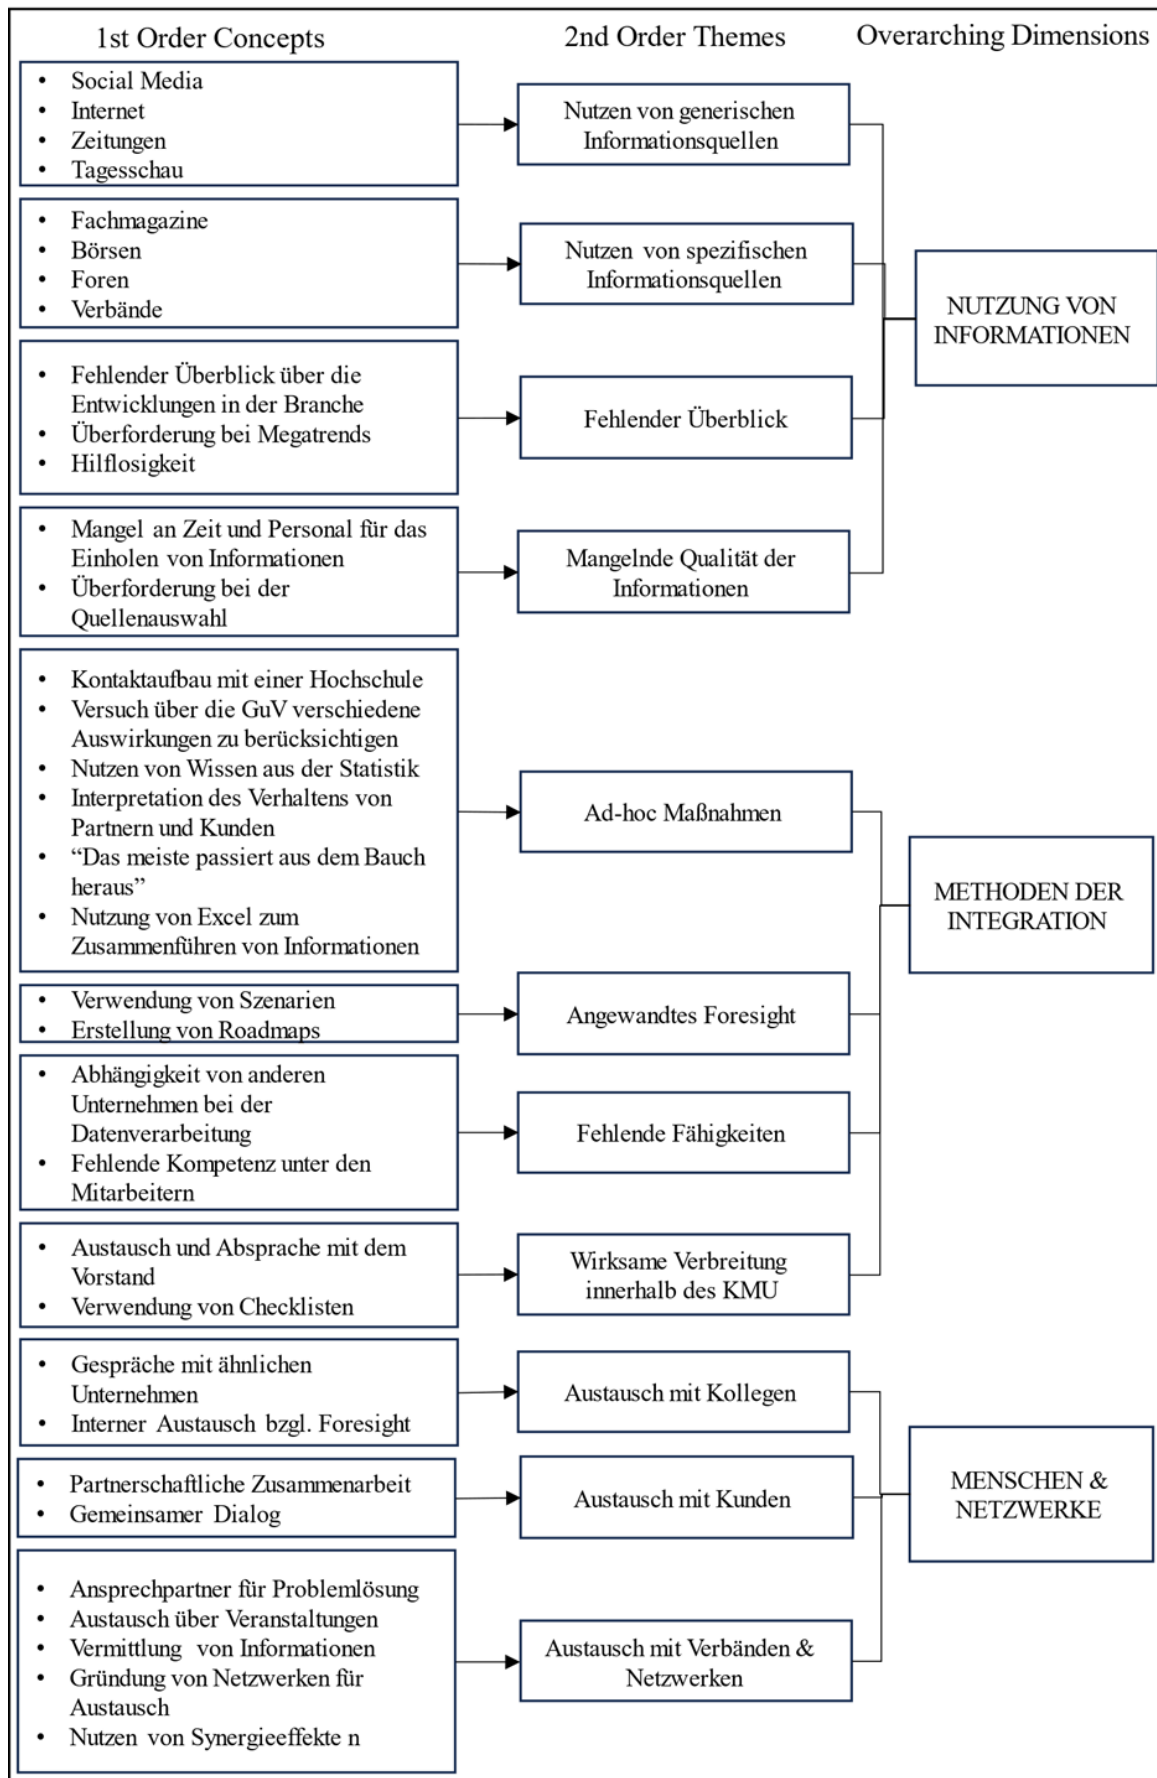 1st Order Concepts
2nd Order Themes
Overarching Dimensions
• Social Media
• Internet
• Zeitungen
• Tagesschau
Nutzen von generischen
Informationsquellen
• Fachmagazine
• Börsen
• Foren
• Verbände
Nutzen von spezifischen
Informationsquellen
• Fehlender Überblick über die
Entwicklungen in der Branche
• Überforderung bei Megatrends
• Hilflosigkeit
Fehlender Überblick
• Mangel an Zeit und Personal für das
Einholen von Informationen
• Überforderung bei der
Quellenauswahl
Mangelnde Qualität der
Informationen
NUTZUNG VON
INFORMATIONEN
• Kontaktaufbau mit einer Hochschule
• Versuch über die GuV verschiedene
Auswirkungen zu berücksichtigen
• Nutzen von Wissen aus der Statistik
• Interpretation des Verhaltens von
Partnern und Kunden
• “Das meiste passiert aus dem Bauch
heraus”
• Nutzung von Excel zum
Zusammenführen von Informationen
Ad-hoc Maßnahmen
• Verwendung von Szenarien
• Erstellung von Roadmaps
Angewandtes Foresight
• Abhängigkeit von anderen
Unternehmen bei der
Datenverarbeitung
• Fehlende Kompetenz unter den
Mitarbeitern
Fehlende Fähigkeiten
• Austausch und Absprache mit dem
Vorstand
• Verwendung von Checklisten
Wirksame Verbreitung
innerhalb des KMU
METHODEN DER
INTEGRATION
• Gespräche mit ähnlichen
Unternehmen
• Interner Austausch bzgl. Foresight
Austausch mit Kollegen
• Partnerschaftliche Zusammenarbeit
• Gemeinsamer Dialog
Austausch mit Kunden
• Ansprechpartner für Problemlösung
• Austausch über Veranstaltungen
• Vermittlung von Informationen
• Gründung von Netzwerken für
Austausch
• Nutzen von Synergieeffekte n
Austausch mit Verbänden &
Netzwerken
MENSCHEN &
NETZWERKE